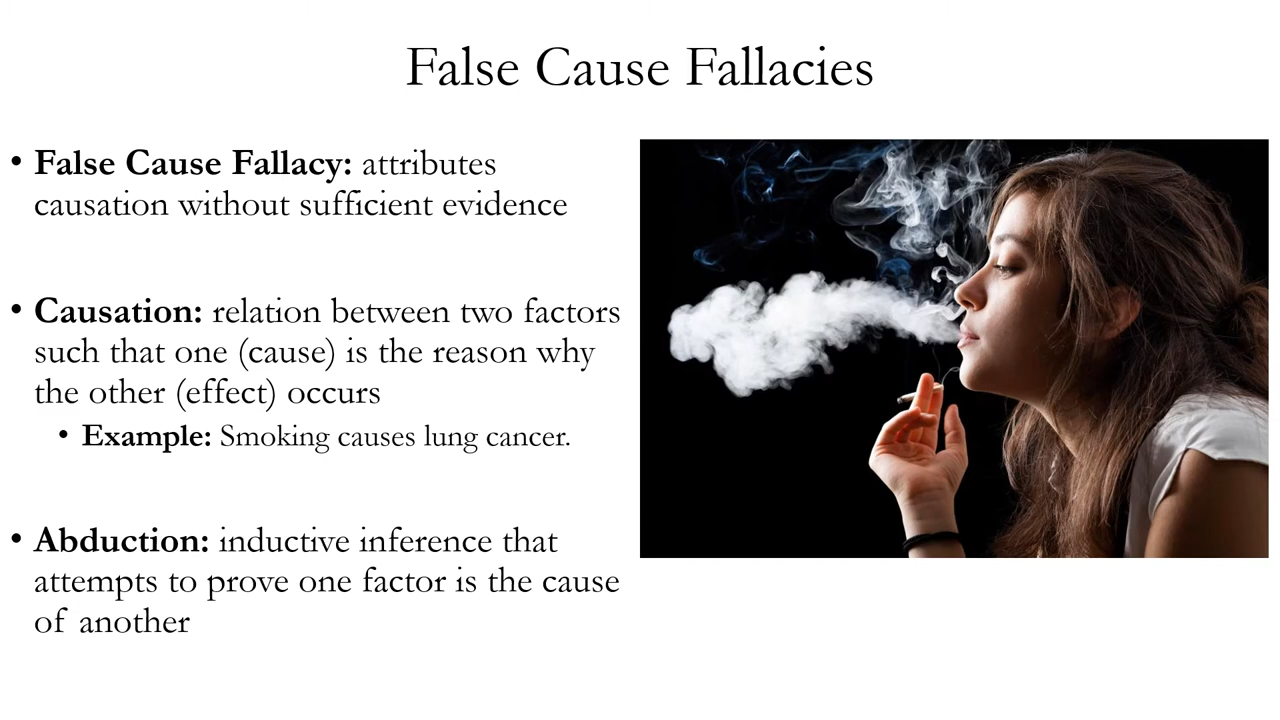 False Cause Fallacies
• False Cause Fallacy: attributes
causation without sufficient evidence
• Causation: relation between two factors
such that one (cause) is the reason why
the other (effect) occurs
• Example: Smoking causes lung cancer.
• Abduction: inductive inference that
attempts to prove one factor is the cause
of another